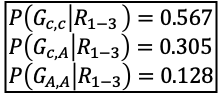 P(G_{c,c}|R_{1−3}) = 0.567
P(G_{c,A}|R_{1−3}) = 0.305
P(G_{A,A}|R_{1−3}) = 0.128